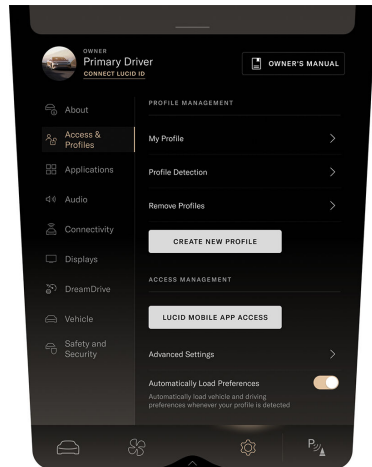 OWNER
Primary Driver
CONNECT LUCID ID
OWNER'S MANUAL
About
Access &
Profiles
Applications
Audio
Connectivity
Displays
DreamDrive
Vehicle
Safety and
Security
PROFILE MANAGEMENT
My Profile
Profile Detection
Remove Profiles
CREATE NEW PROFILE
ACCESS MANAGEMENT
LUCID MOBILE APP ACCESS
Advanced Settings
Automatically Load Preferences
Automatically load vehicle and driving
preferences whenever your profile is detected
P